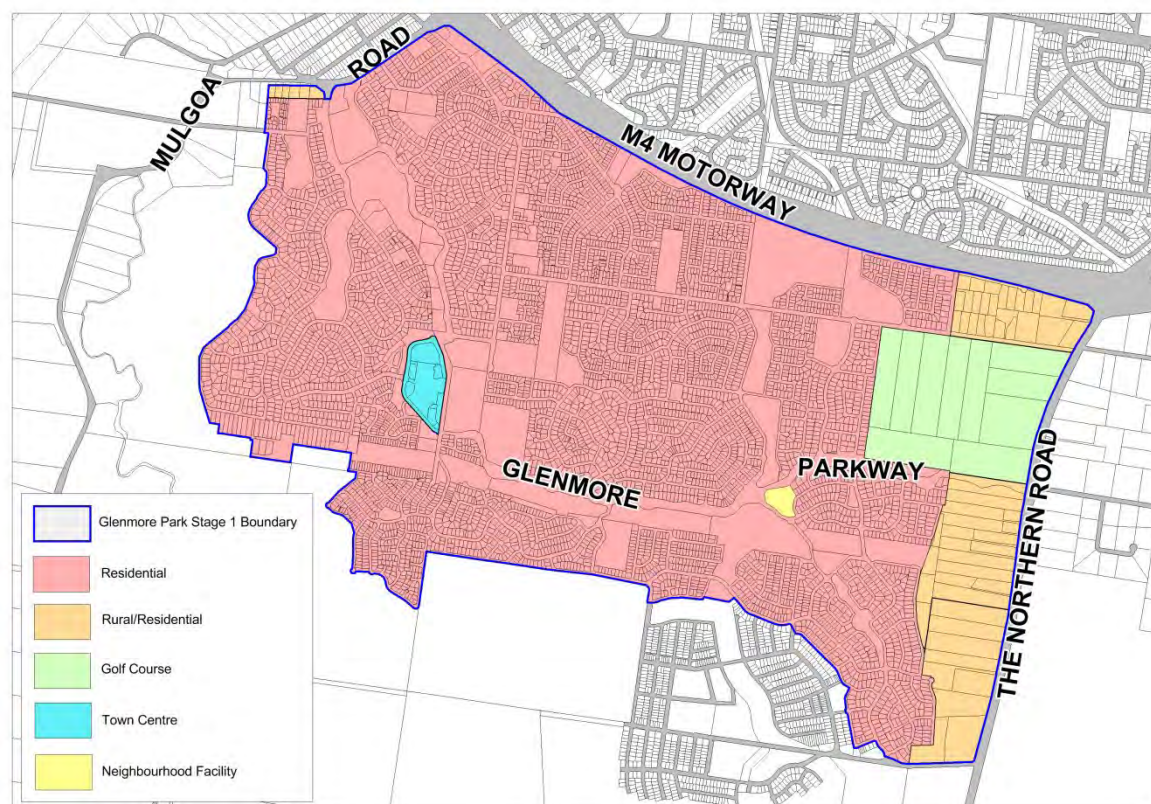 MULGOA
ROAD
M4 MOTORWAY
GLENMORE
PARKWAY
THE NORTHERN ROAD
Glenmore Park Stage 1 Boundary
Residential
Rural/Residential
Golf Course
Town Centre
Neighbourhood Facility